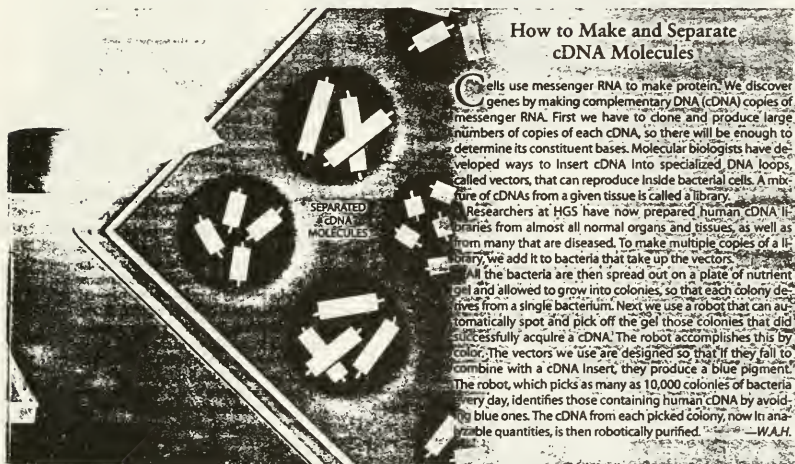 How to Make and Separate
cDNA Molecules
Cells use messenger RNA to make protein. We discover
genes by making complementary DNA (cDNA) copies of
messenger RNA. First we have to clone and produce large
numbers of copies of each cDNA, so there will be enough to
determine its constituent bases. Molecular biologists have de-
veloped ways to insert cDNA into specialized DNA loops,
called vectors, that can reproduce inside bacterial cells. A mix-
ture of cDNAs from a given tissue is called a library.
Researchers at HGS have now prepared human cDNA li-
braries from almost all normal organs and tissues, as well as
from many that are diseased. To make multiple copies of a li-
brary, we add it to bacteria that take up the vectors.
All the bacteria are then spread out on a plate of nutrient
gel and allowed to grow into colonies, so that each colony de-
rives from a single bacterium. Next we use a robot that can au-
tomatically spot and pick off the gel those colonies that did
successfully acquire a cDNA. The robot accomplishes this by
color. The vectors we use are designed so that if they fail to
combine with a cDNA insert, they produce a blue pigment.
The robot, which picks as many as 10,000 colonies of bacteria
every day, identifies those containing human cDNA by avoid-
ing blue ones. The cDNA from each picked colony, now in ana-
lyzable quantities, is then robotically purified. —W.A.H.
SEPARATED
cDNA
MOLECULES